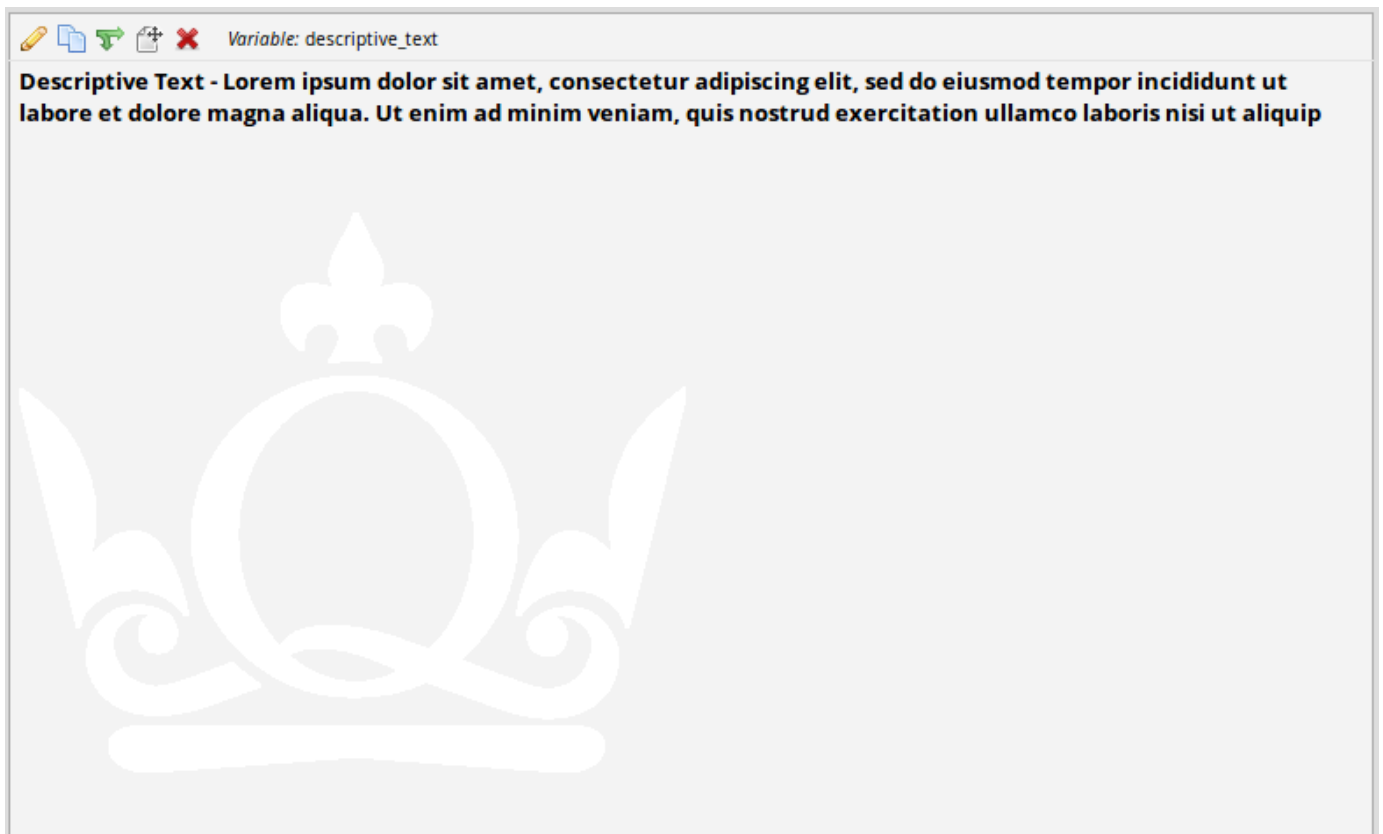 Variable: descriptive_text
Descriptive Text - Lorem ipsum dolor sit amet, consectetur adipiscing elit, sed do eiusmod tempor incididunt ut
labore et dolore magna aliqua. Ut enim ad minim veniam, quis nostrud exercitation ullamco laboris nisi ut aliquip